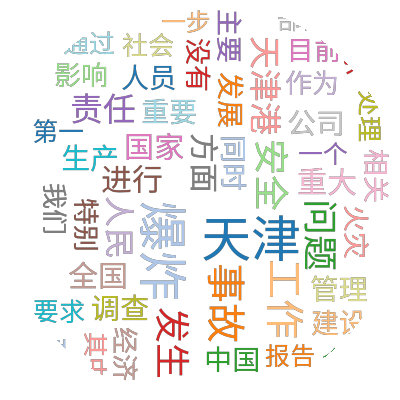 一步
主要
通过
社会
没有
天津港
目前
影响
人员
发展
作为
处理
责任
重要
公司
第一
国家
方面
同时
安全
一个
相关
生产
进行
重大
我们
特别
人民
爆炸
天津
问题
火灾
全国
事故
工作
管理
要求
调查
发生
建设
其中
经济
中国
报告